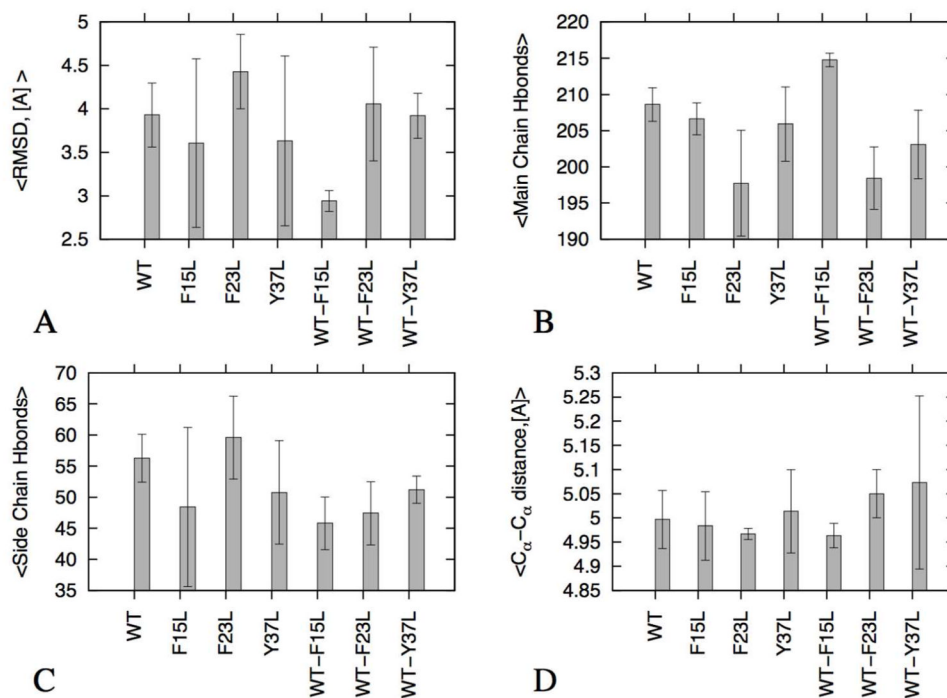 <RMSD, [A] >
5
4.5
4
3.5
3
2.5
WT
F15L
F23L
Y37L
WT-F15L
WT-F23L
WT-Y37L
A
<Main Chain Hbonds>
220
215
210
205
200
195
190
WT
F15L
F23L
Y37L
WT-F15L
WT-F23L
WT-Y37L
B
<Side Chain Hbonds>
70
65
60
55
50
45
40
35
WT
F15L
F23L
Y37L
WT-F15L
WT-F23L
WT-Y37L
C
<Cα-Cα distance,[A]>
5.3
5.25
5.2
5.15
5.1
5.05
5
4.95
4.9
4.85
WT
F15L
F23L
Y37L
WT-F15L
WT-F23L
WT-Y37L
D